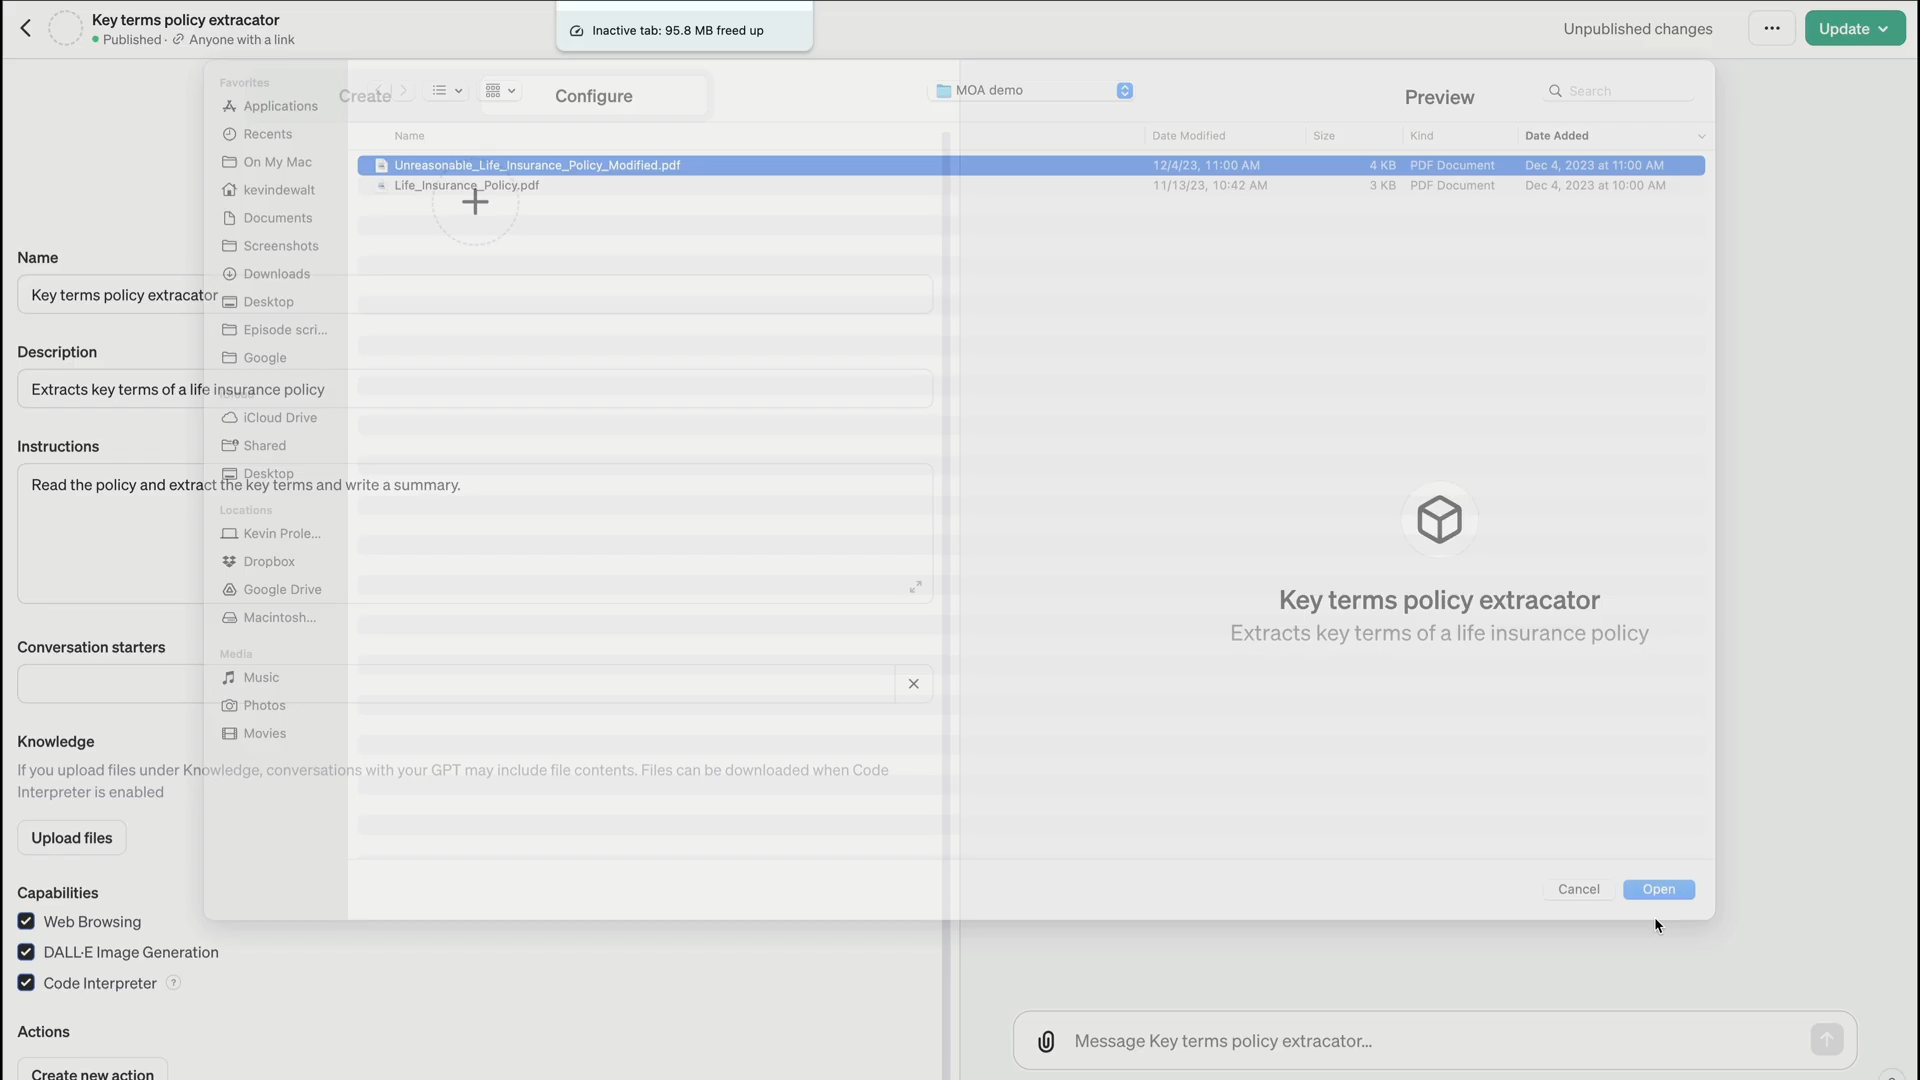 Key terms policy extracator
Published · Anyone with a link
Inactive tab: 95.8 MB freed up
Unpublished changes
Update
Create
Configure
MOA demo
Preview
Search
Favorites
Applications
Recents
On My Mac
kevindewalt
Documents
Screenshots
Downloads
Desktop
Episode scri...
Google
iCloud
iCloud Drive
Shared
Desktop
Locations
Kevin Prole...
Dropbox
Google Drive
Macintosh...
Media
Music
Photos
Movies
Name Date Modified Size Kind Date Added
Unreasonable_Life_Insurance_Policy_Modified.pdf 12/4/23, 11:00 AM 4 KB PDF Document Dec 4, 2023 at 11:00 AM
Life_Insurance_Policy.pdf 11/13/23, 10:42 AM 3 KB PDF Document Dec 4, 2023 at 10:00 AM
Cancel
Open
Name
Key terms policy extracator
Description
Extracts key terms of a life insurance policy
Instructions
Read the policy and extract the key terms and write a summary.
Conversation starters
Knowledge
If you upload files under Knowledge, conversations with your GPT may include file contents. Files can be downloaded when Code
Interpreter is enabled
Upload files
Capabilities
Web Browsing
DALL·E Image Generation
Code Interpreter ?
Actions
Create new action
Key terms policy extracator
Extracts key terms of a life insurance policy
Message Key terms policy extracator...